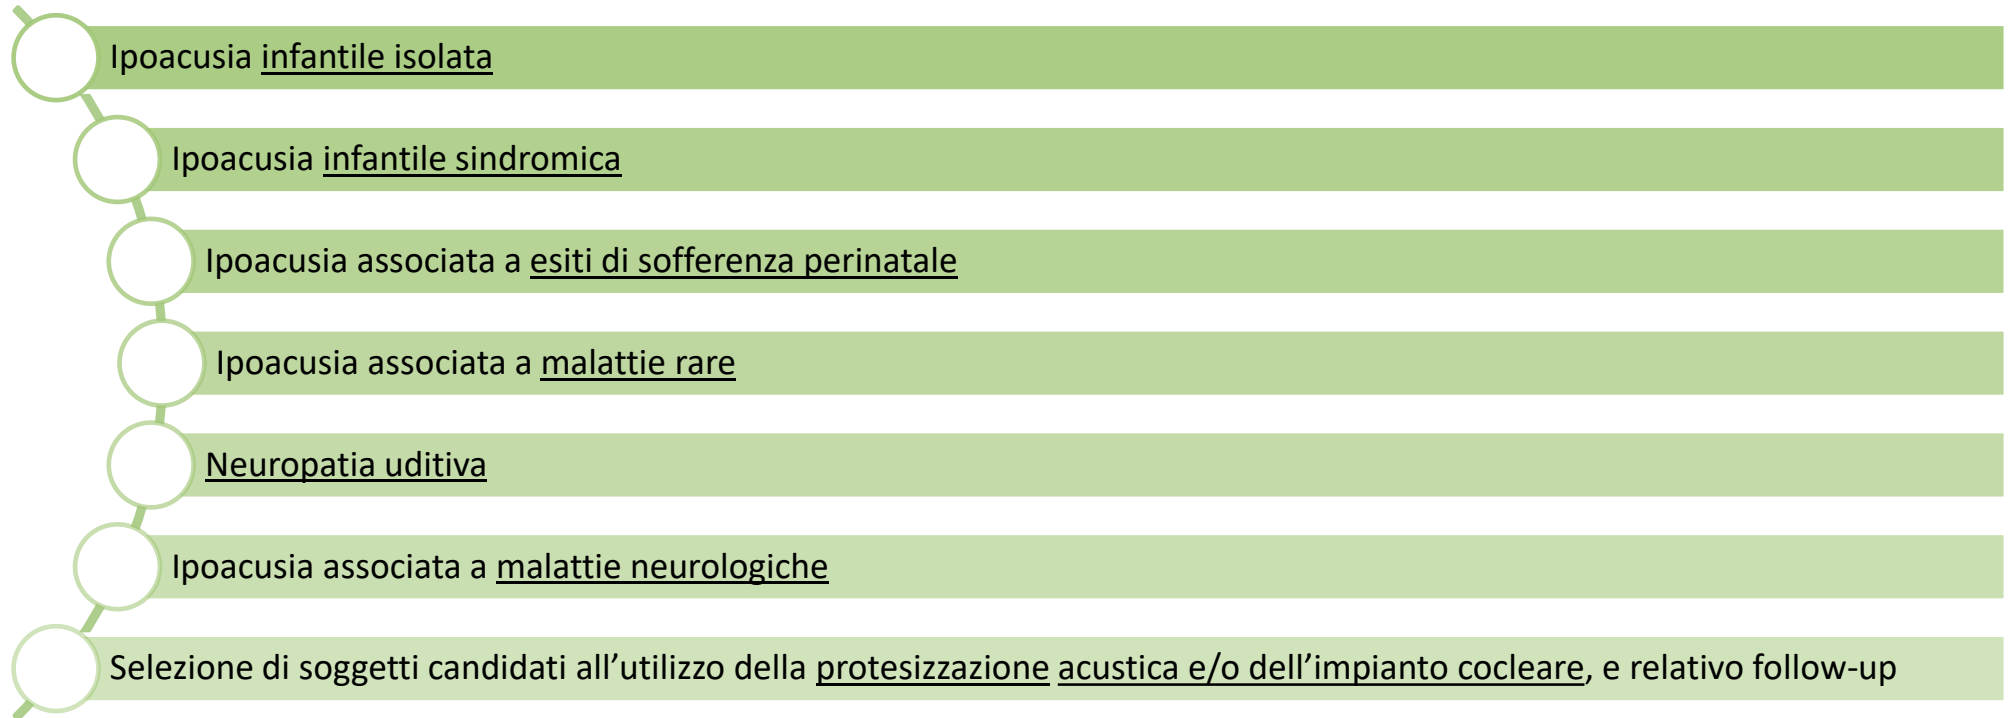 Ipoacusia infantile isolata
Ipoacusia infantile sindromica
Ipoacusia associata a esiti di sofferenza perinatale
Ipoacusia associata a malattie rare
Neuropatia uditiva
Ipoacusia associata a malattie neurologiche
Selezione di soggetti candidati all’utilizzo della protesizzazione acustica e/o dell’impianto cocleare, e relativo follow-up